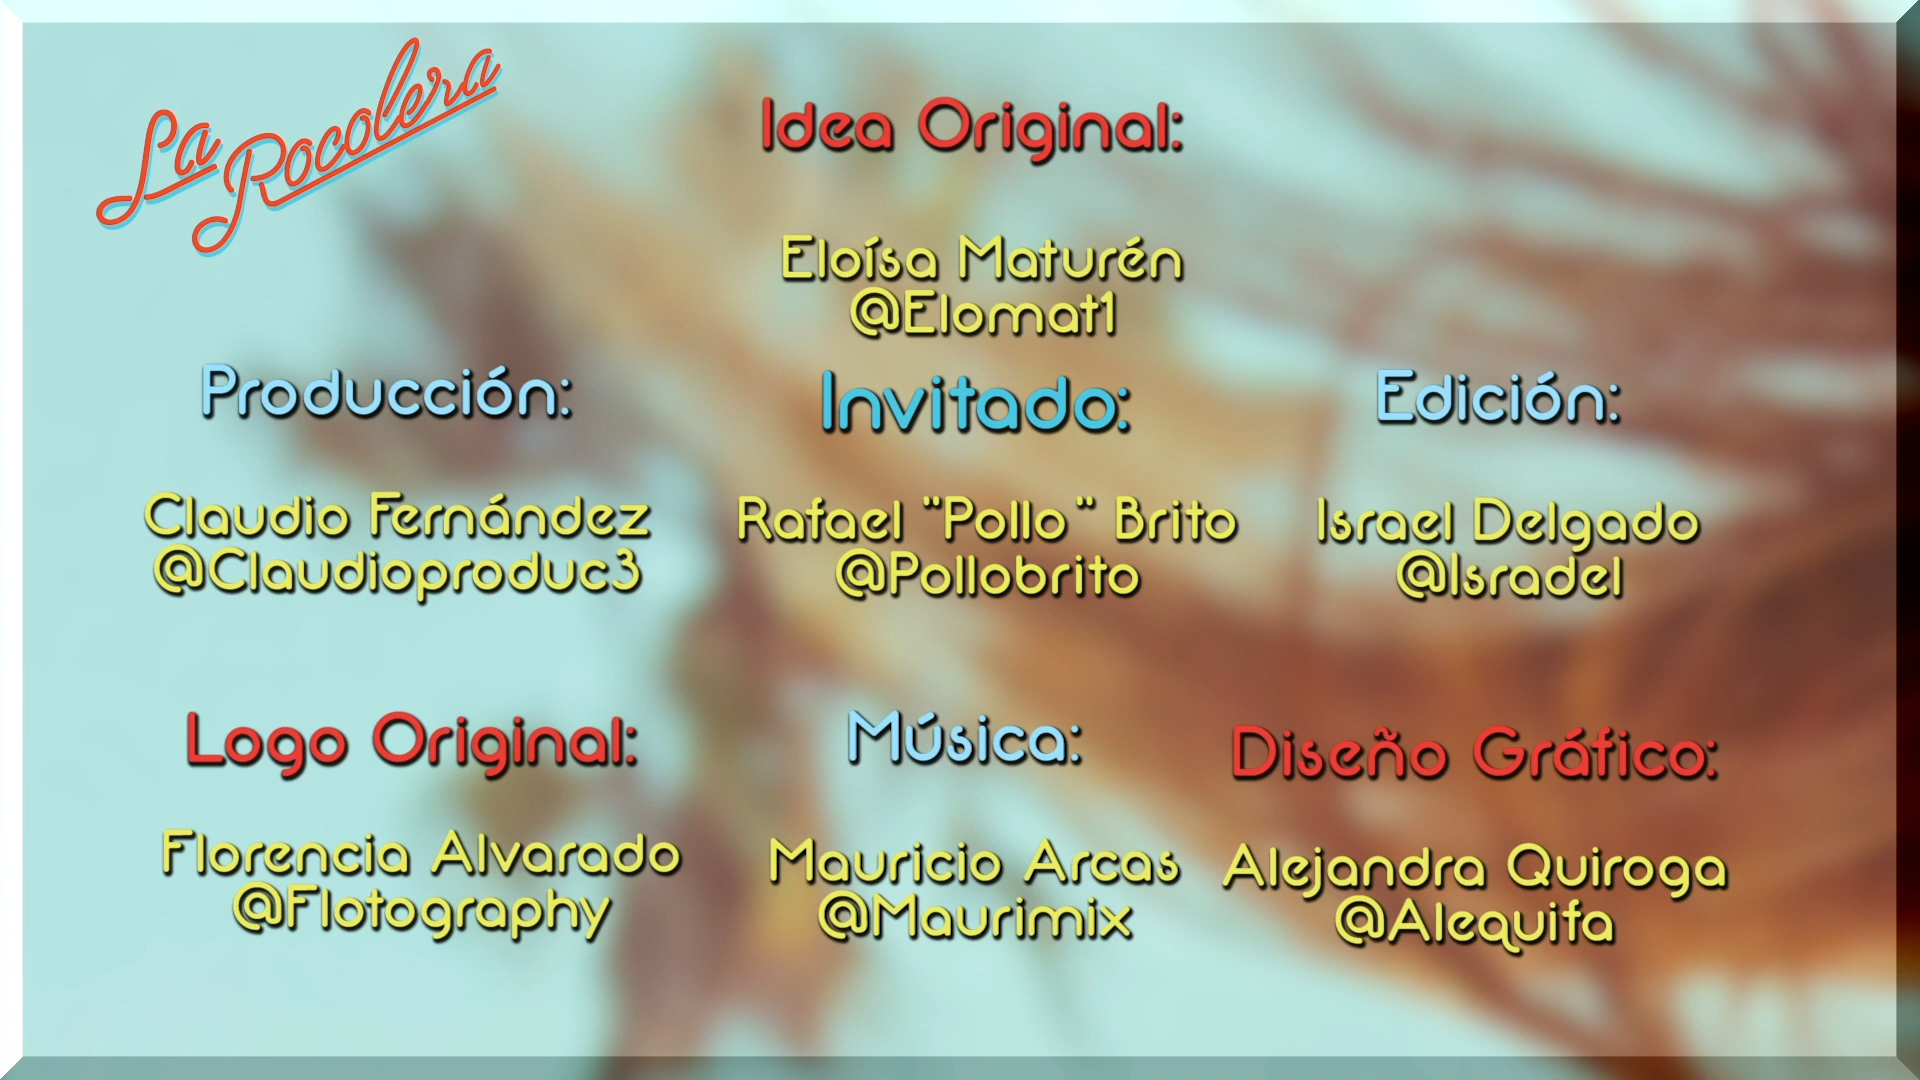 La
Rocolera
Idea Original:
Eloísa Maturén
@Elomat1
Producción:
Claudio Fernández
@Claudioproduc3
Invitado:
Rafael "Pollo" Brito
@Pollobrito
Edición:
Israel Delgado
@Isradel
Logo Original:
Florencia Alvarado
@Flotography
Música:
Mauricio Arcas
@Maurimix
Diseño Gráfico:
Alejandra Quiroga
@Alequifa